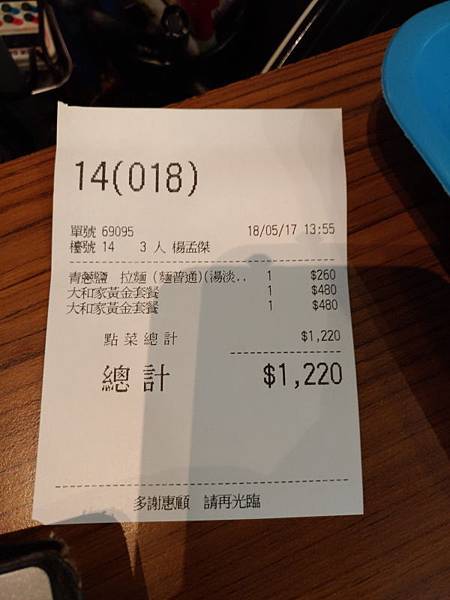 14(018)
單號 69095 18/05/17 13:55
檯號 14 3 人 楊孟傑
青蔥鹽 拉麵 (麵普通)(湯淡.. 1 $260
大和家黃金套餐 1 $480
大和家黃金套餐 1 $480
點菜總計 $1,220
總計 $1,220
多謝惠顧 請再光臨